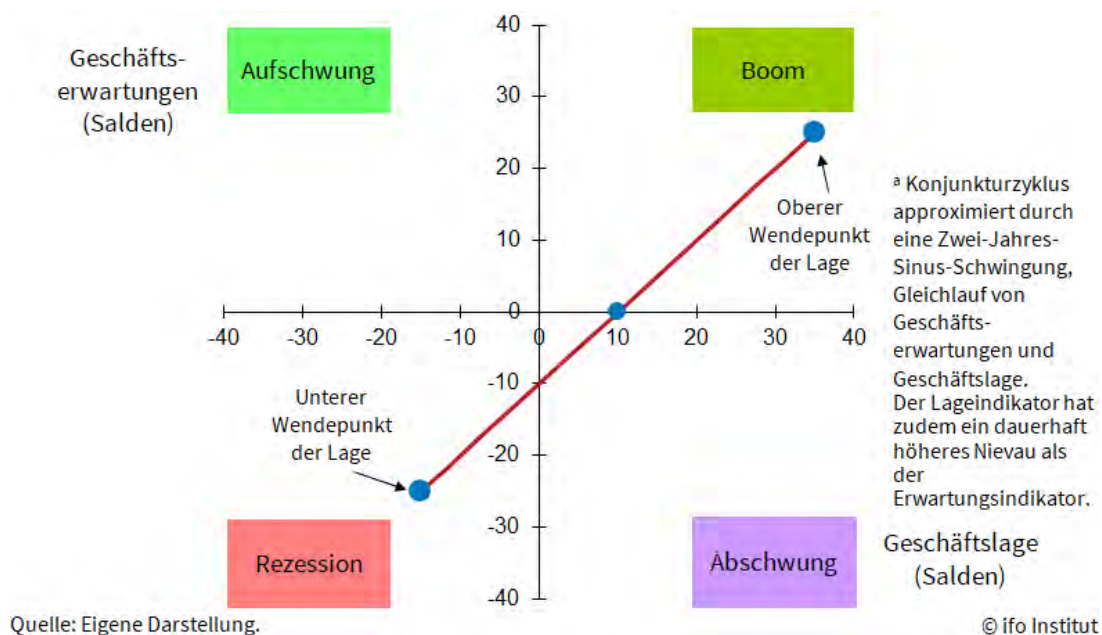 40
Geschäfts-
erwartungen
(Salden)
Aufschwung
Boom
30
20
Oberer
Wendepunkt
der Lage
10
0
-40
-30
-20
-10
0
10
20
30
40
ᵃ Konjunkturzyklus
approximiert durch
eine Zwei-Jahres-
Sinus-Schwingung,
Gleichlauf von
Geschäfts-
erwartungen und
Geschäftslage.
Der Lageindikator hat
zudem ein dauerhaft
höheres Nievau als
der
Erwartungsindikator.
-10
Unterer
Wendepunkt
der Lage
-20
-30
Rezession
Abschwung
Geschäftslage
(Salden)
-40
Quelle: Eigene Darstellung.
© ifo Institut